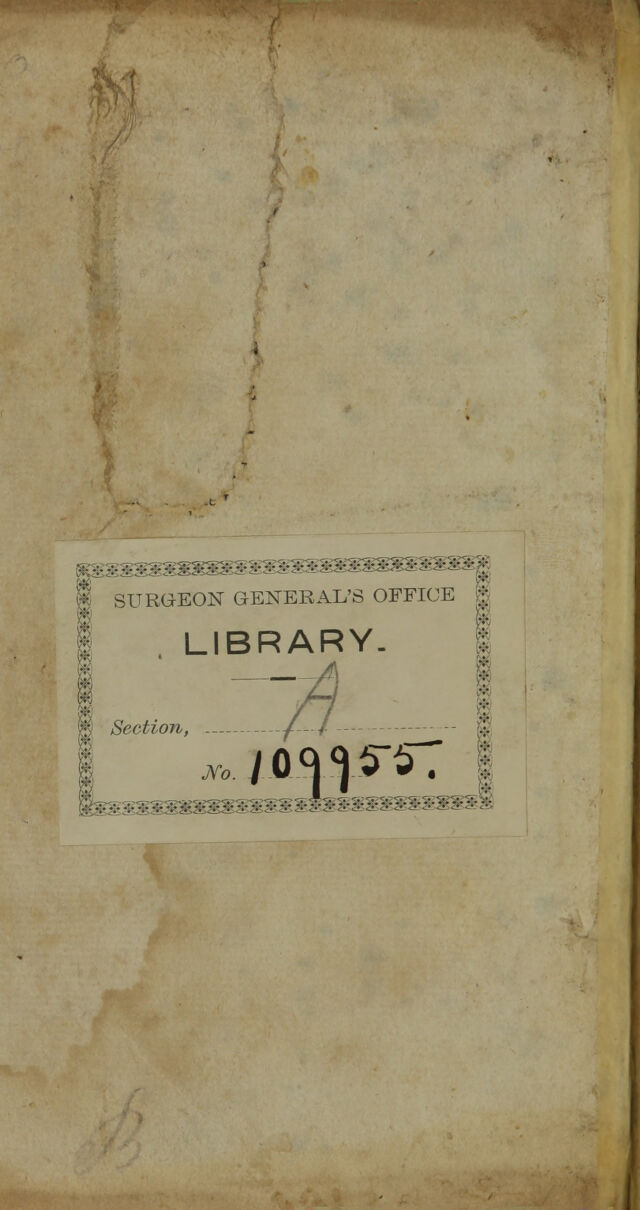 SURGEON GENERAL'S OFFICE
LIBRARY.
Section, A
No. 109955.
B